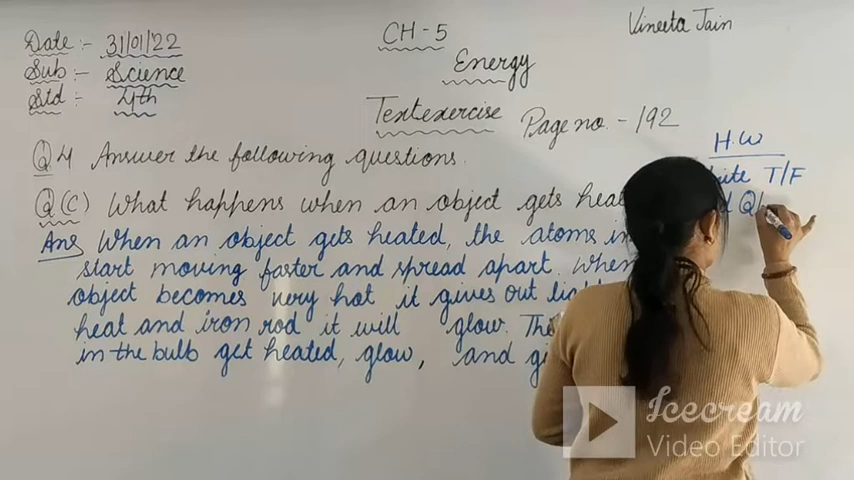 Date :- 31/01/22
CH-5
Vineeta Jain
Sub :- Science
Energy
Std :- 4th
Textexercise Page no. - 192
Q4 Answer the following questions.
Q(C) What happens when an object gets
Ans When an object gets heated, the atoms
start moving faster and spread apart. When
object becomes very hot it gives out
heat and iron rod it will glow.
in the bulb get heated, glow, and
H.W
T/F
Icecream
Video Editor